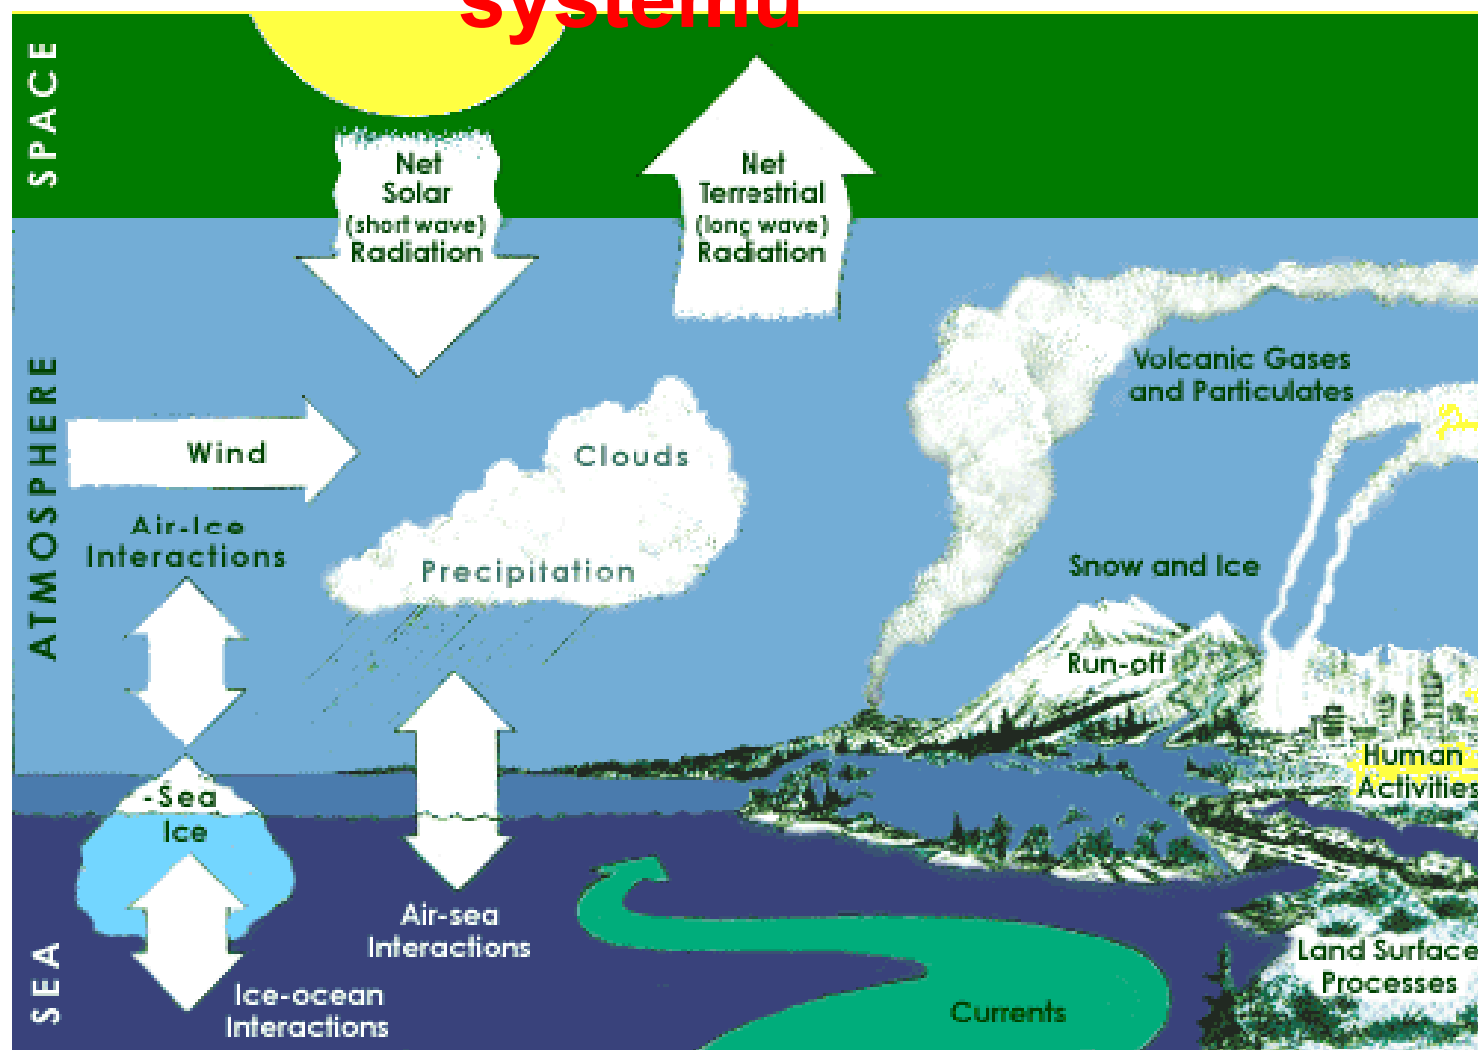 systému
SPACE
Net
Solar
(short wave)
Radiation
Net
Terrestrial
(long wave)
Radiation
ATMOSPHERE
Volcanic Gases
and Particulates
Wind
Clouds
Air-Ice
Interactions
Precipitation
Snow and Ice
Run-off
Human
Activities
-Sea
Ice
Air-sea
Interactions
SEA
Land Surface
Processes
Ice-ocean
Interactions
Currents